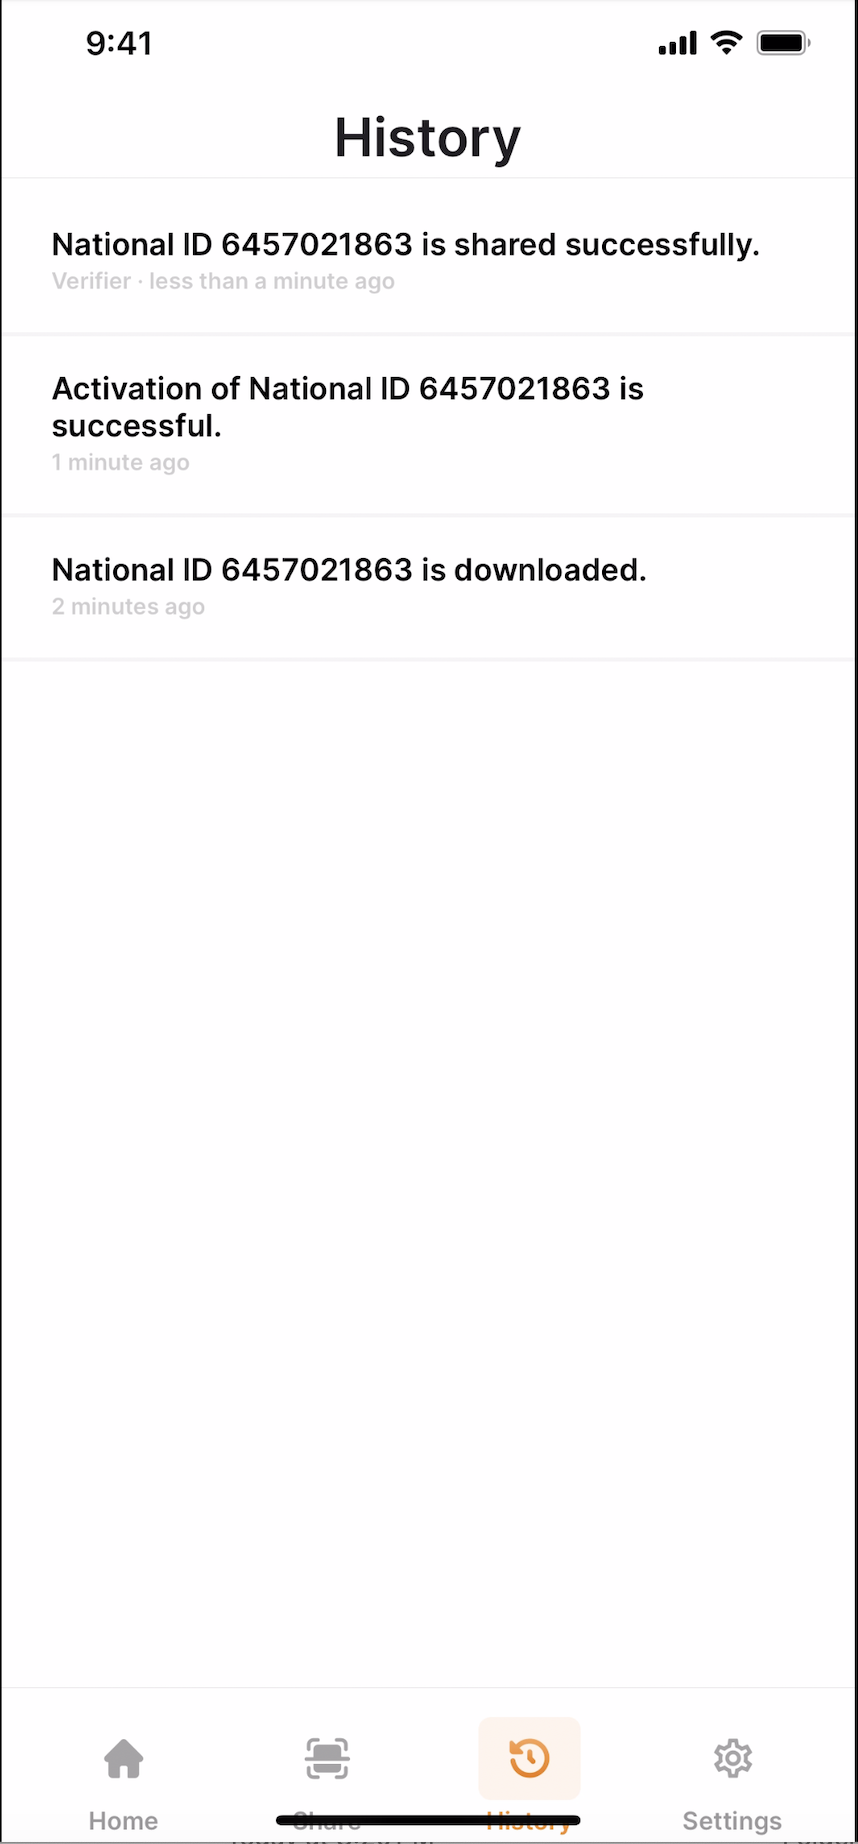 9:41
History
National ID 6457021863 is shared successfully.
Verifier · less than a minute ago
Activation of National ID 6457021863 is
successful.
1 minute ago
National ID 6457021863 is downloaded.
2 minutes ago
Home
Share
History
Settings